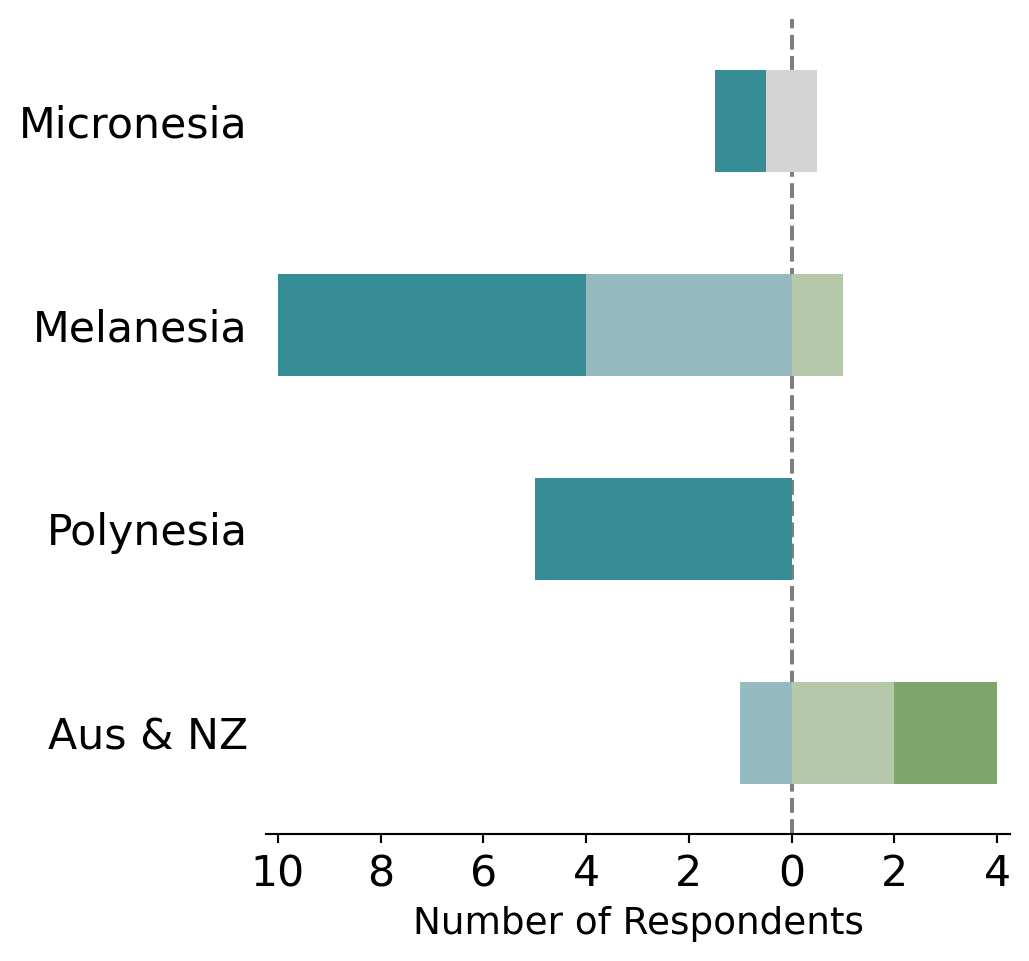 Micronesia
Melanesia
Polynesia
Aus & NZ
10 8 6 4 2 0 2 4
Number of Respondents